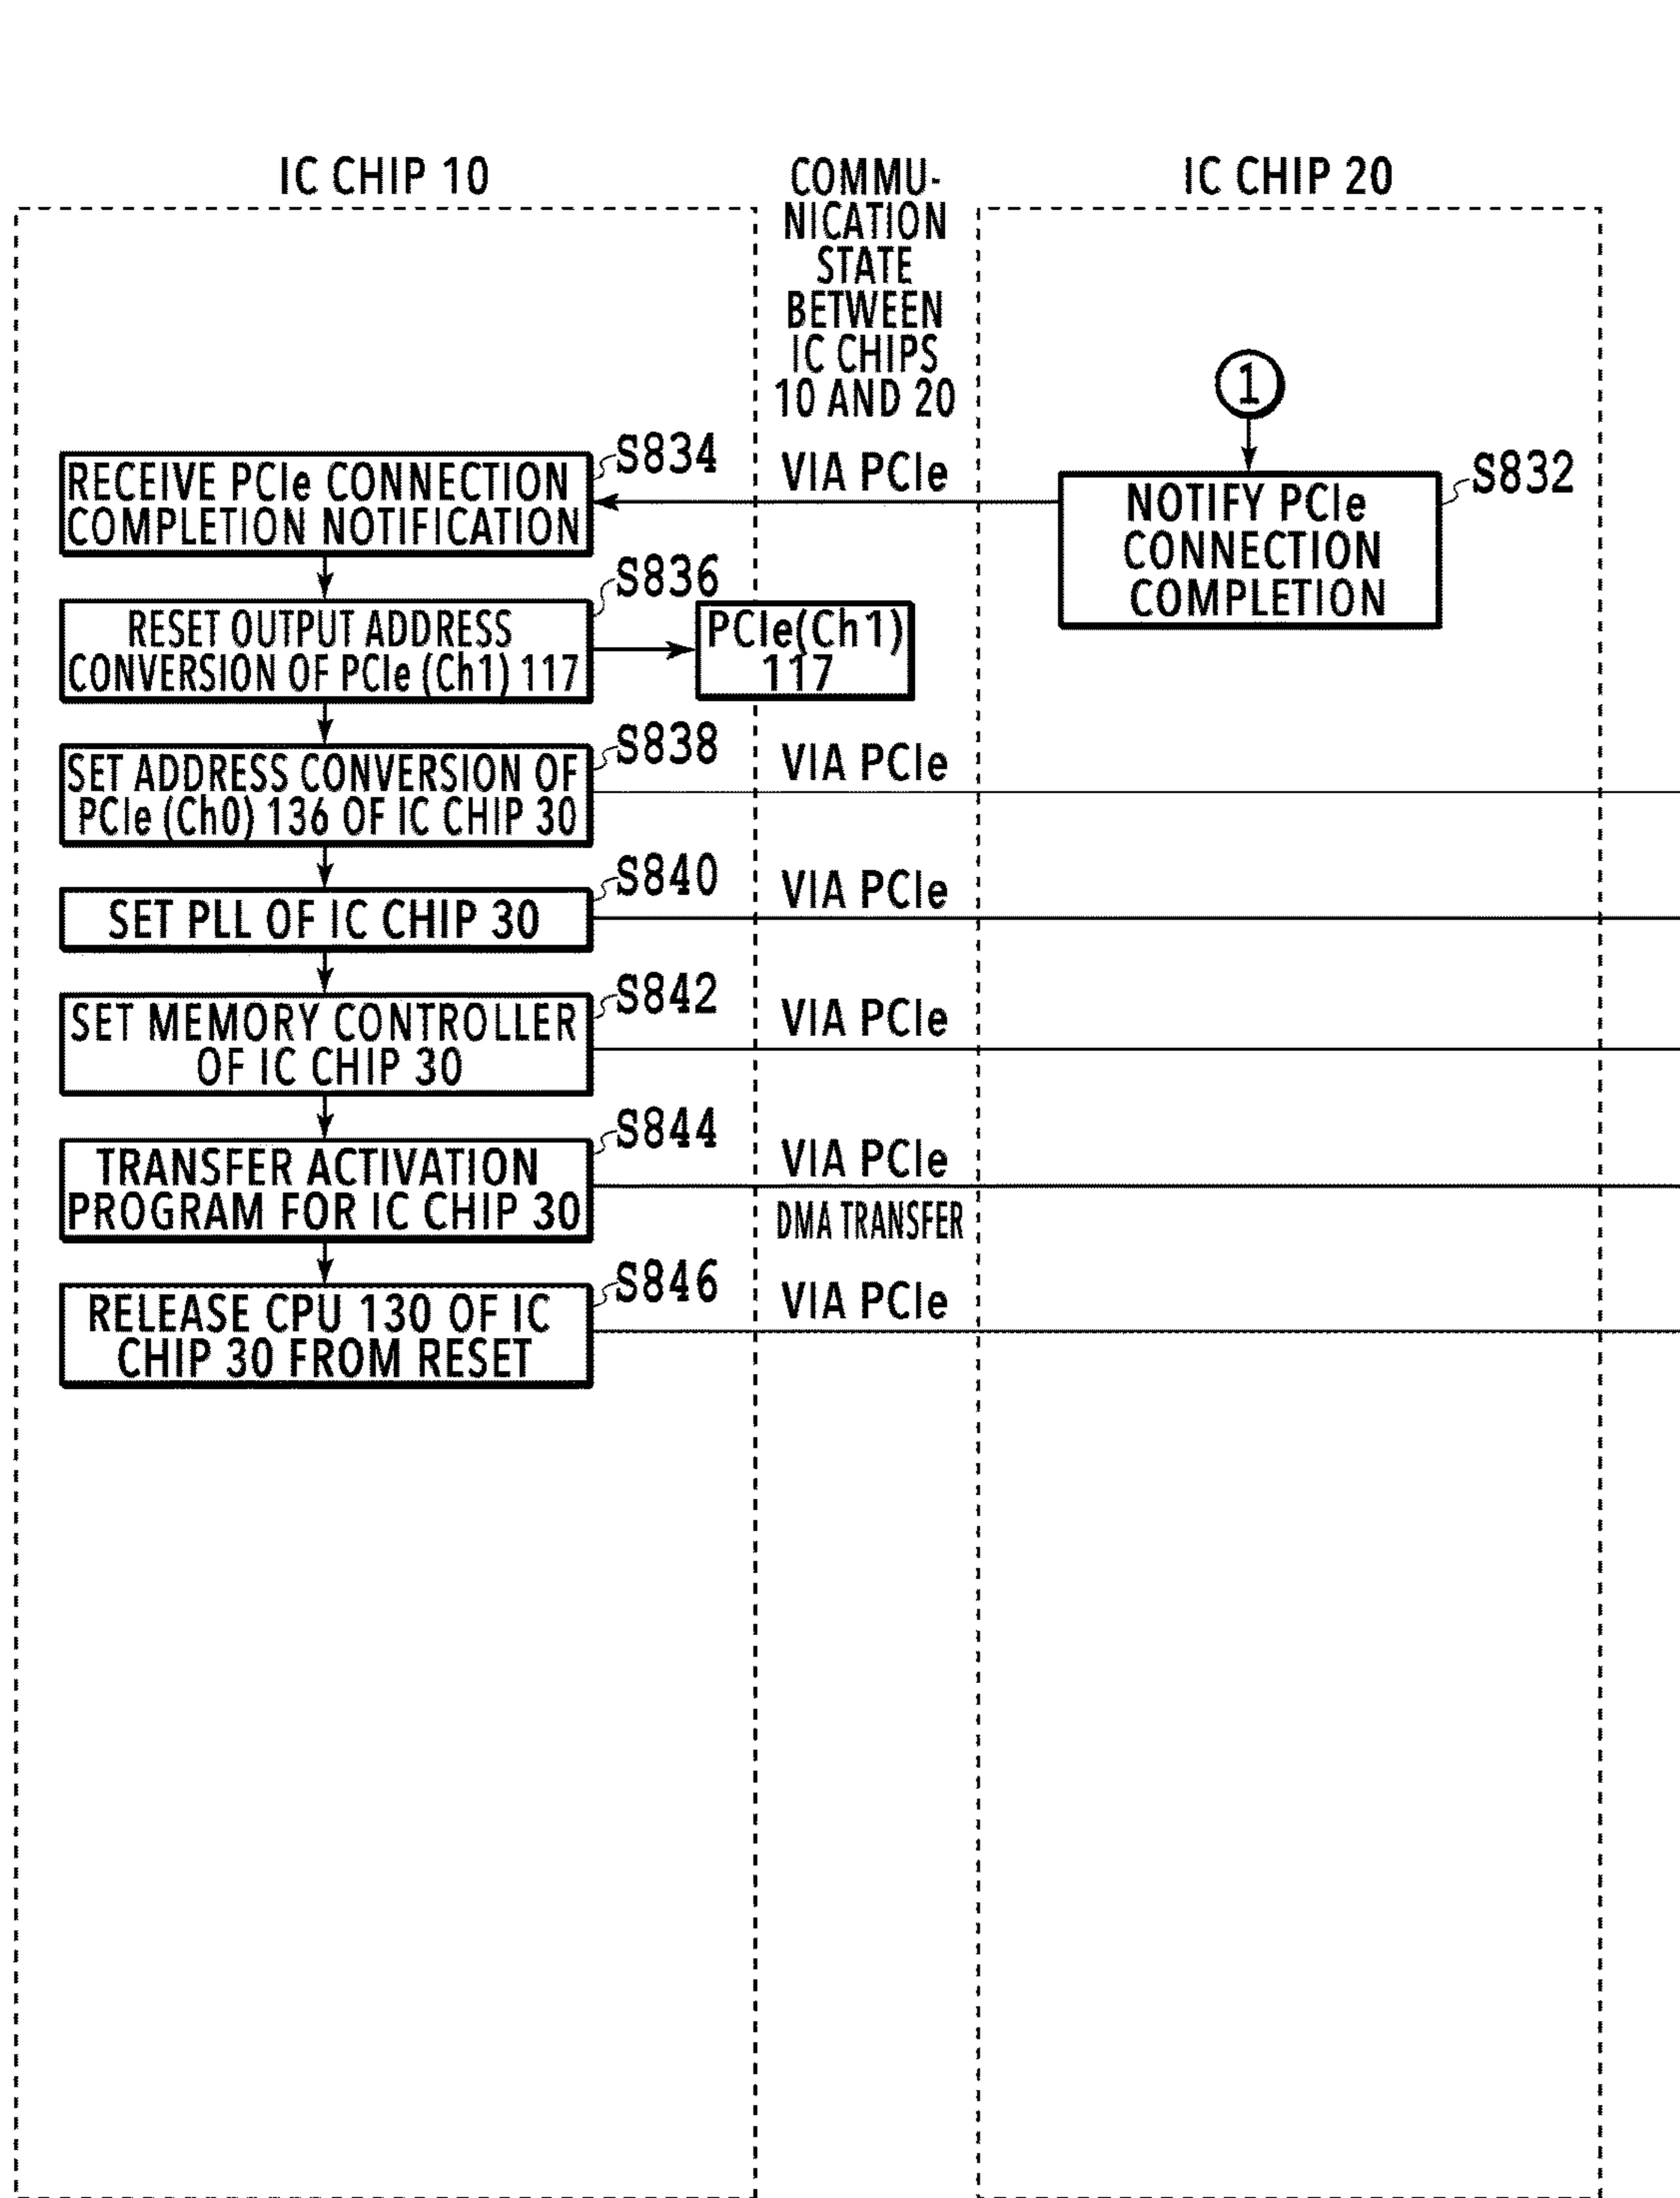 IC CHIP 10
COMMU-
NICATION
STATE
BETWEEN
IC CHIPS
10 AND 20
IC CHIP 20
1
S834
RECEIVE PCIe CONNECTION
COMPLETION NOTIFICATION
VIA PCIe
S832
NOTIFY PCIe
CONNECTION
COMPLETION
S836
RESET OUTPUT ADDRESS
CONVERSION OF PCIe (Ch1) 117
PCIe(Ch1)
117
S838
SET ADDRESS CONVERSION OF
PCIe (Ch0) 136 OF IC CHIP 30
VIA PCIe
S840
SET PLL OF IC CHIP 30
VIA PCIe
S842
SET MEMORY CONTROLLER
OF IC CHIP 30
VIA PCIe
S844
TRANSFER ACTIVATION
PROGRAM FOR IC CHIP 30
VIA PCIe
DMA TRANSFER
S846
RELEASE CPU 130 OF IC
CHIP 30 FROM RESET
VIA PCIe